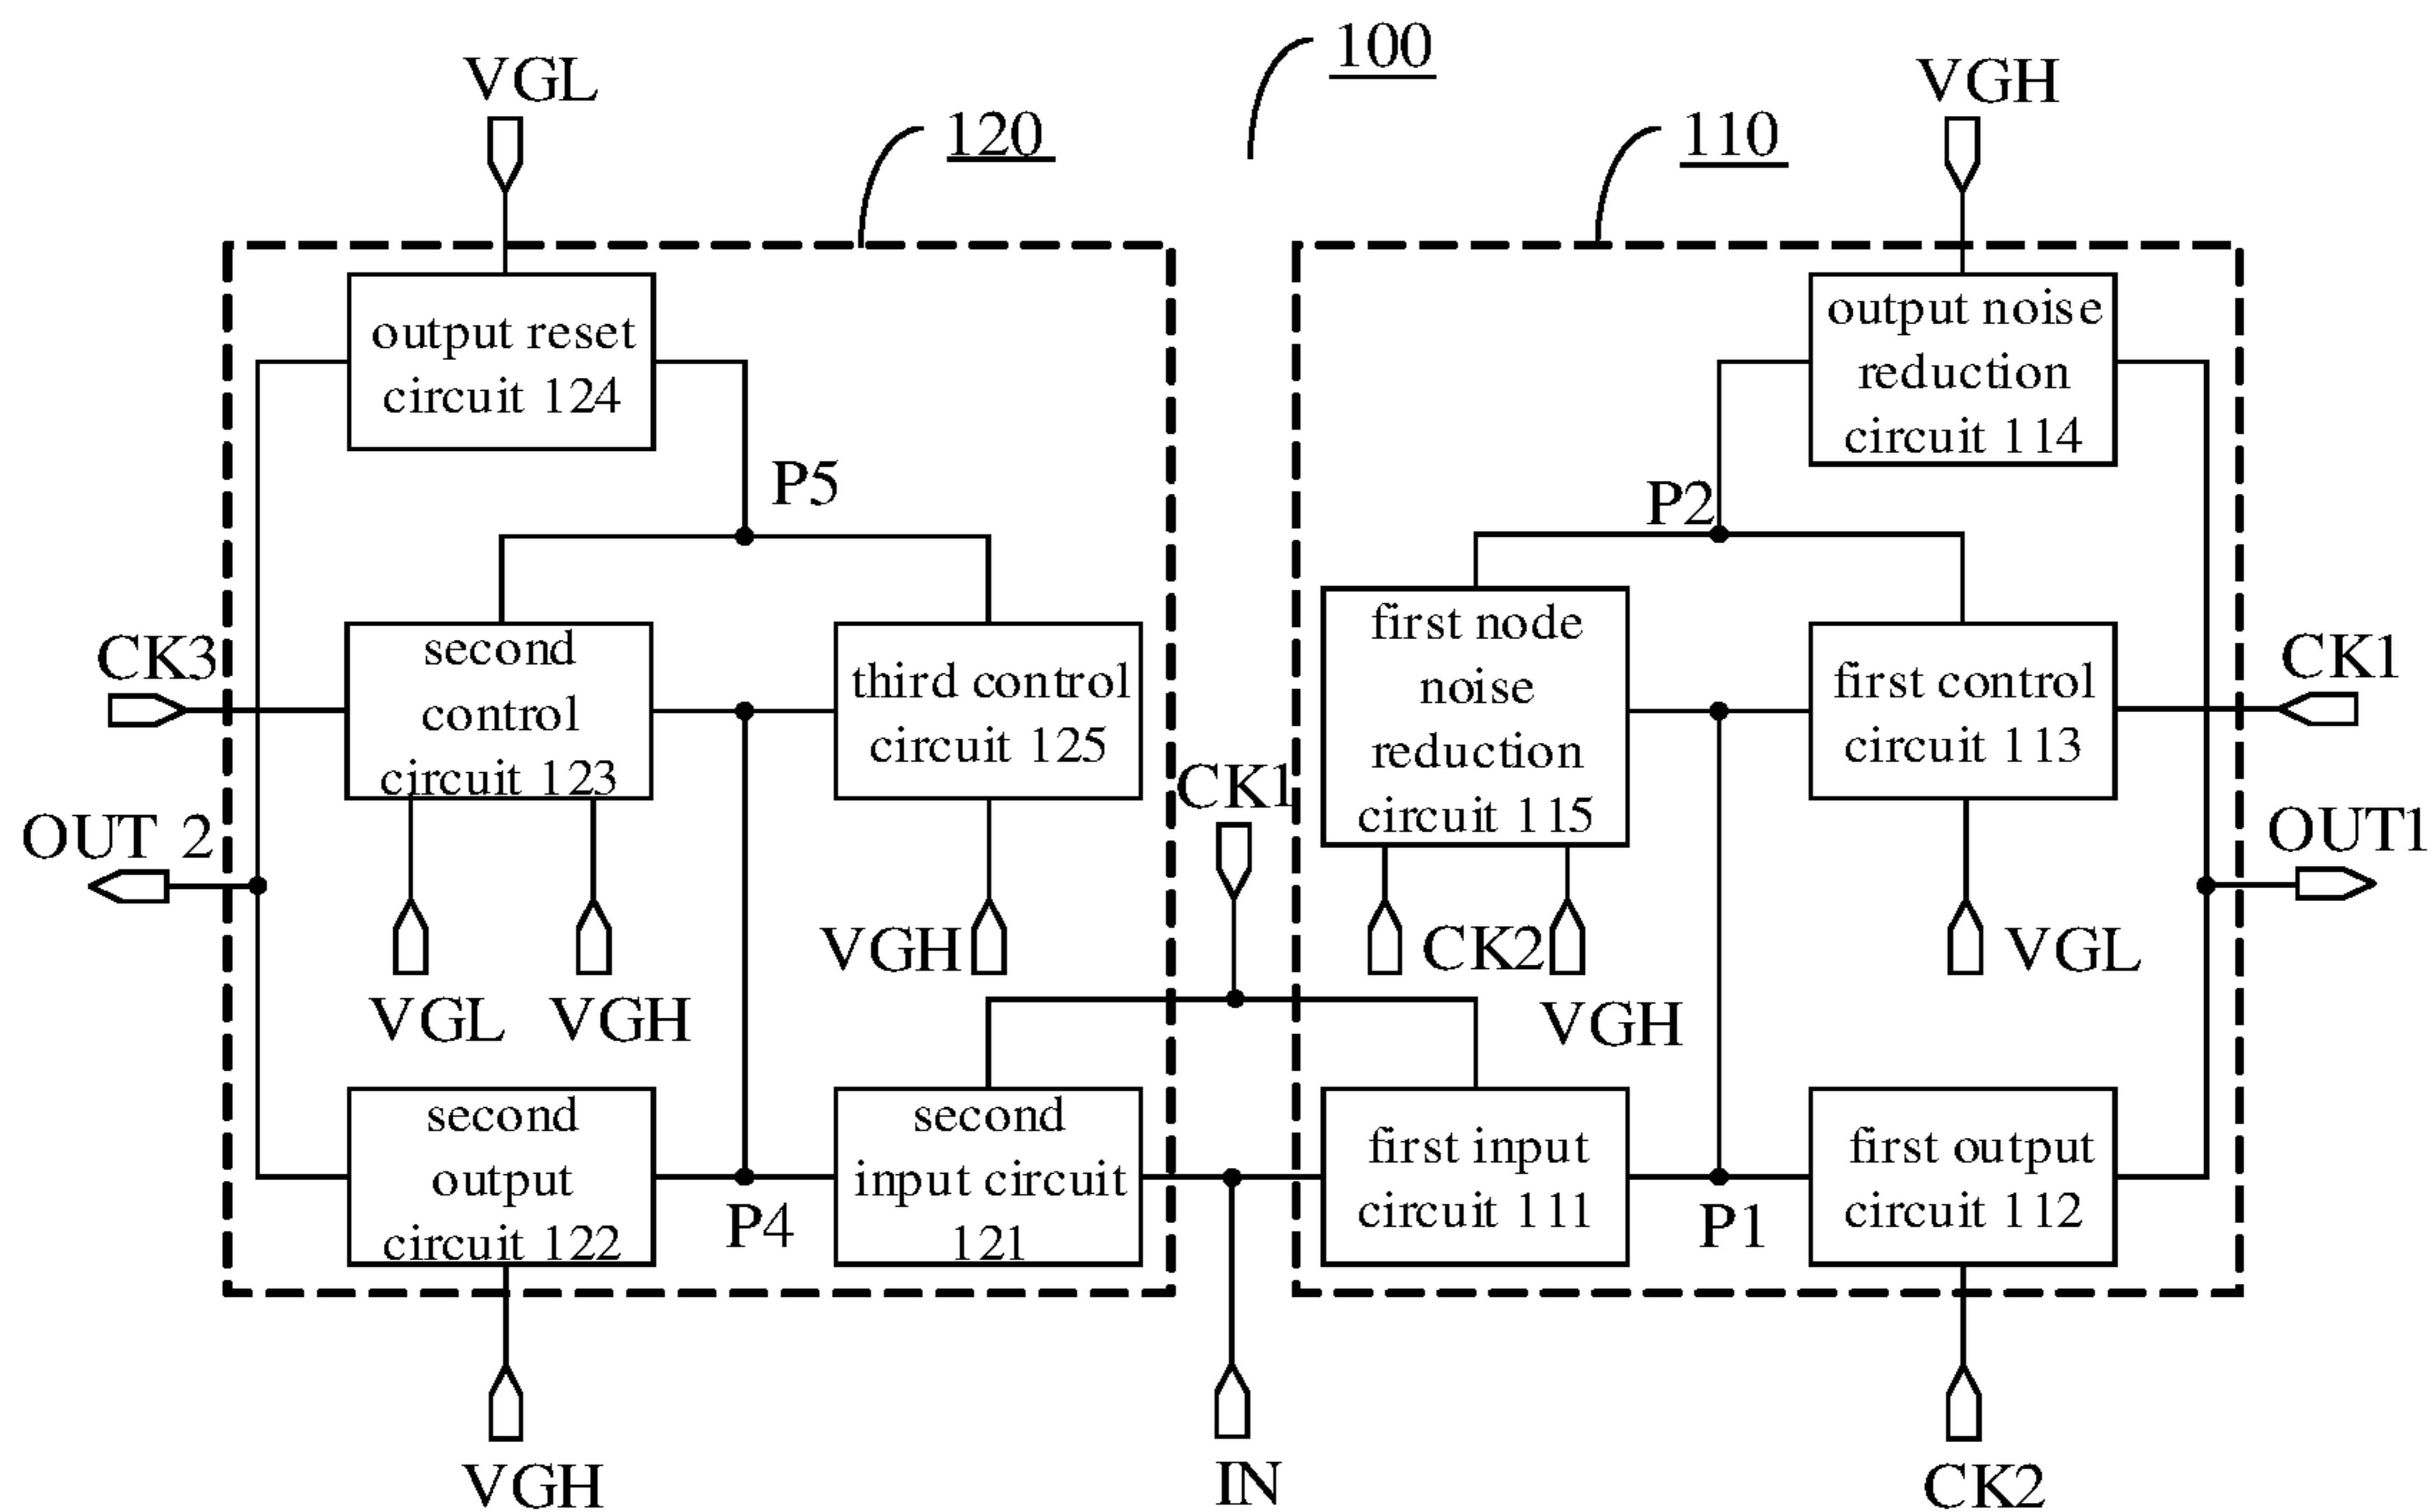 100
VGL
VGH
120
110
output reset
circuit 124
output noise
reduction
circuit 114
P5
P2
CK3
second
control
circuit 123
third control
circuit 125
first node
noise
reduction
circuit 115
first control
circuit 113
CK1
CK1
OUT 2
OUT1
VGL
VGH
VGH
CK2
VGH
VGL
second
output
circuit 122
P4
second
input circuit
121
first input
circuit 111
P1
first output
circuit 112
VGH
IN
CK2